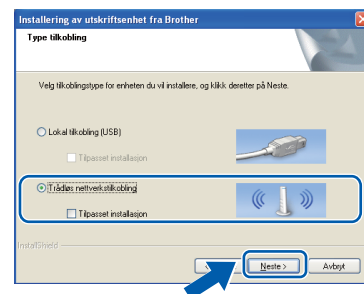 Installering av utskriftsenhet fra Brother
Type tilkobling
Velg tilkoblingstype for enheten du vil installere, og klikk deretter på Neste.
Lokal tilkobling (USB)
Tilpasset installasjon
Trådløs nettverkstilkobling
Tilpasset installasjon
InstallShield
< Neste > Avbryt